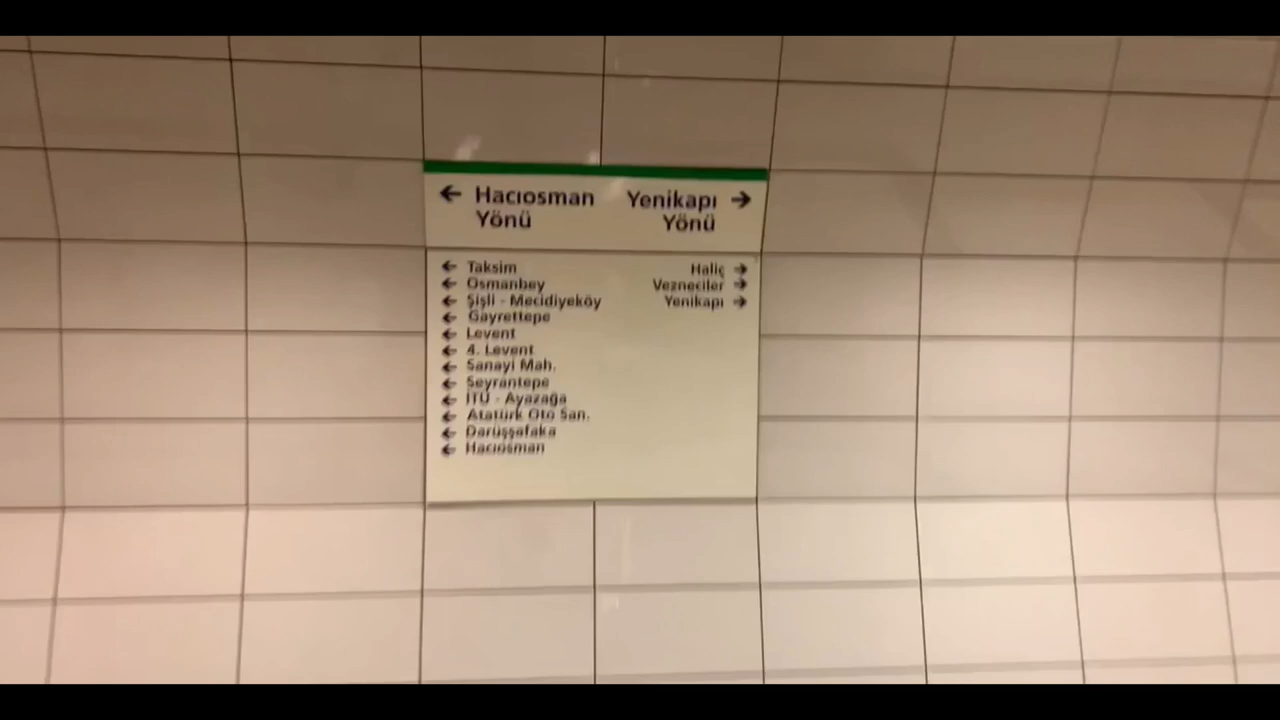 ← Hacıosman
Yönü
Yenikapı →
Yönü
← Taksim
← Osmanbey
← Şişli - Mecidiyeköy
← Gayrettepe
← Levent
← 4. Levent
← Sanayi Mah.
← Seyrantepe
← İTÜ - Ayazağa
← Atatürk Oto San.
← Darüşşafaka
← Hacıosman
Haliç →
Vezneciler →
Yenikapı →